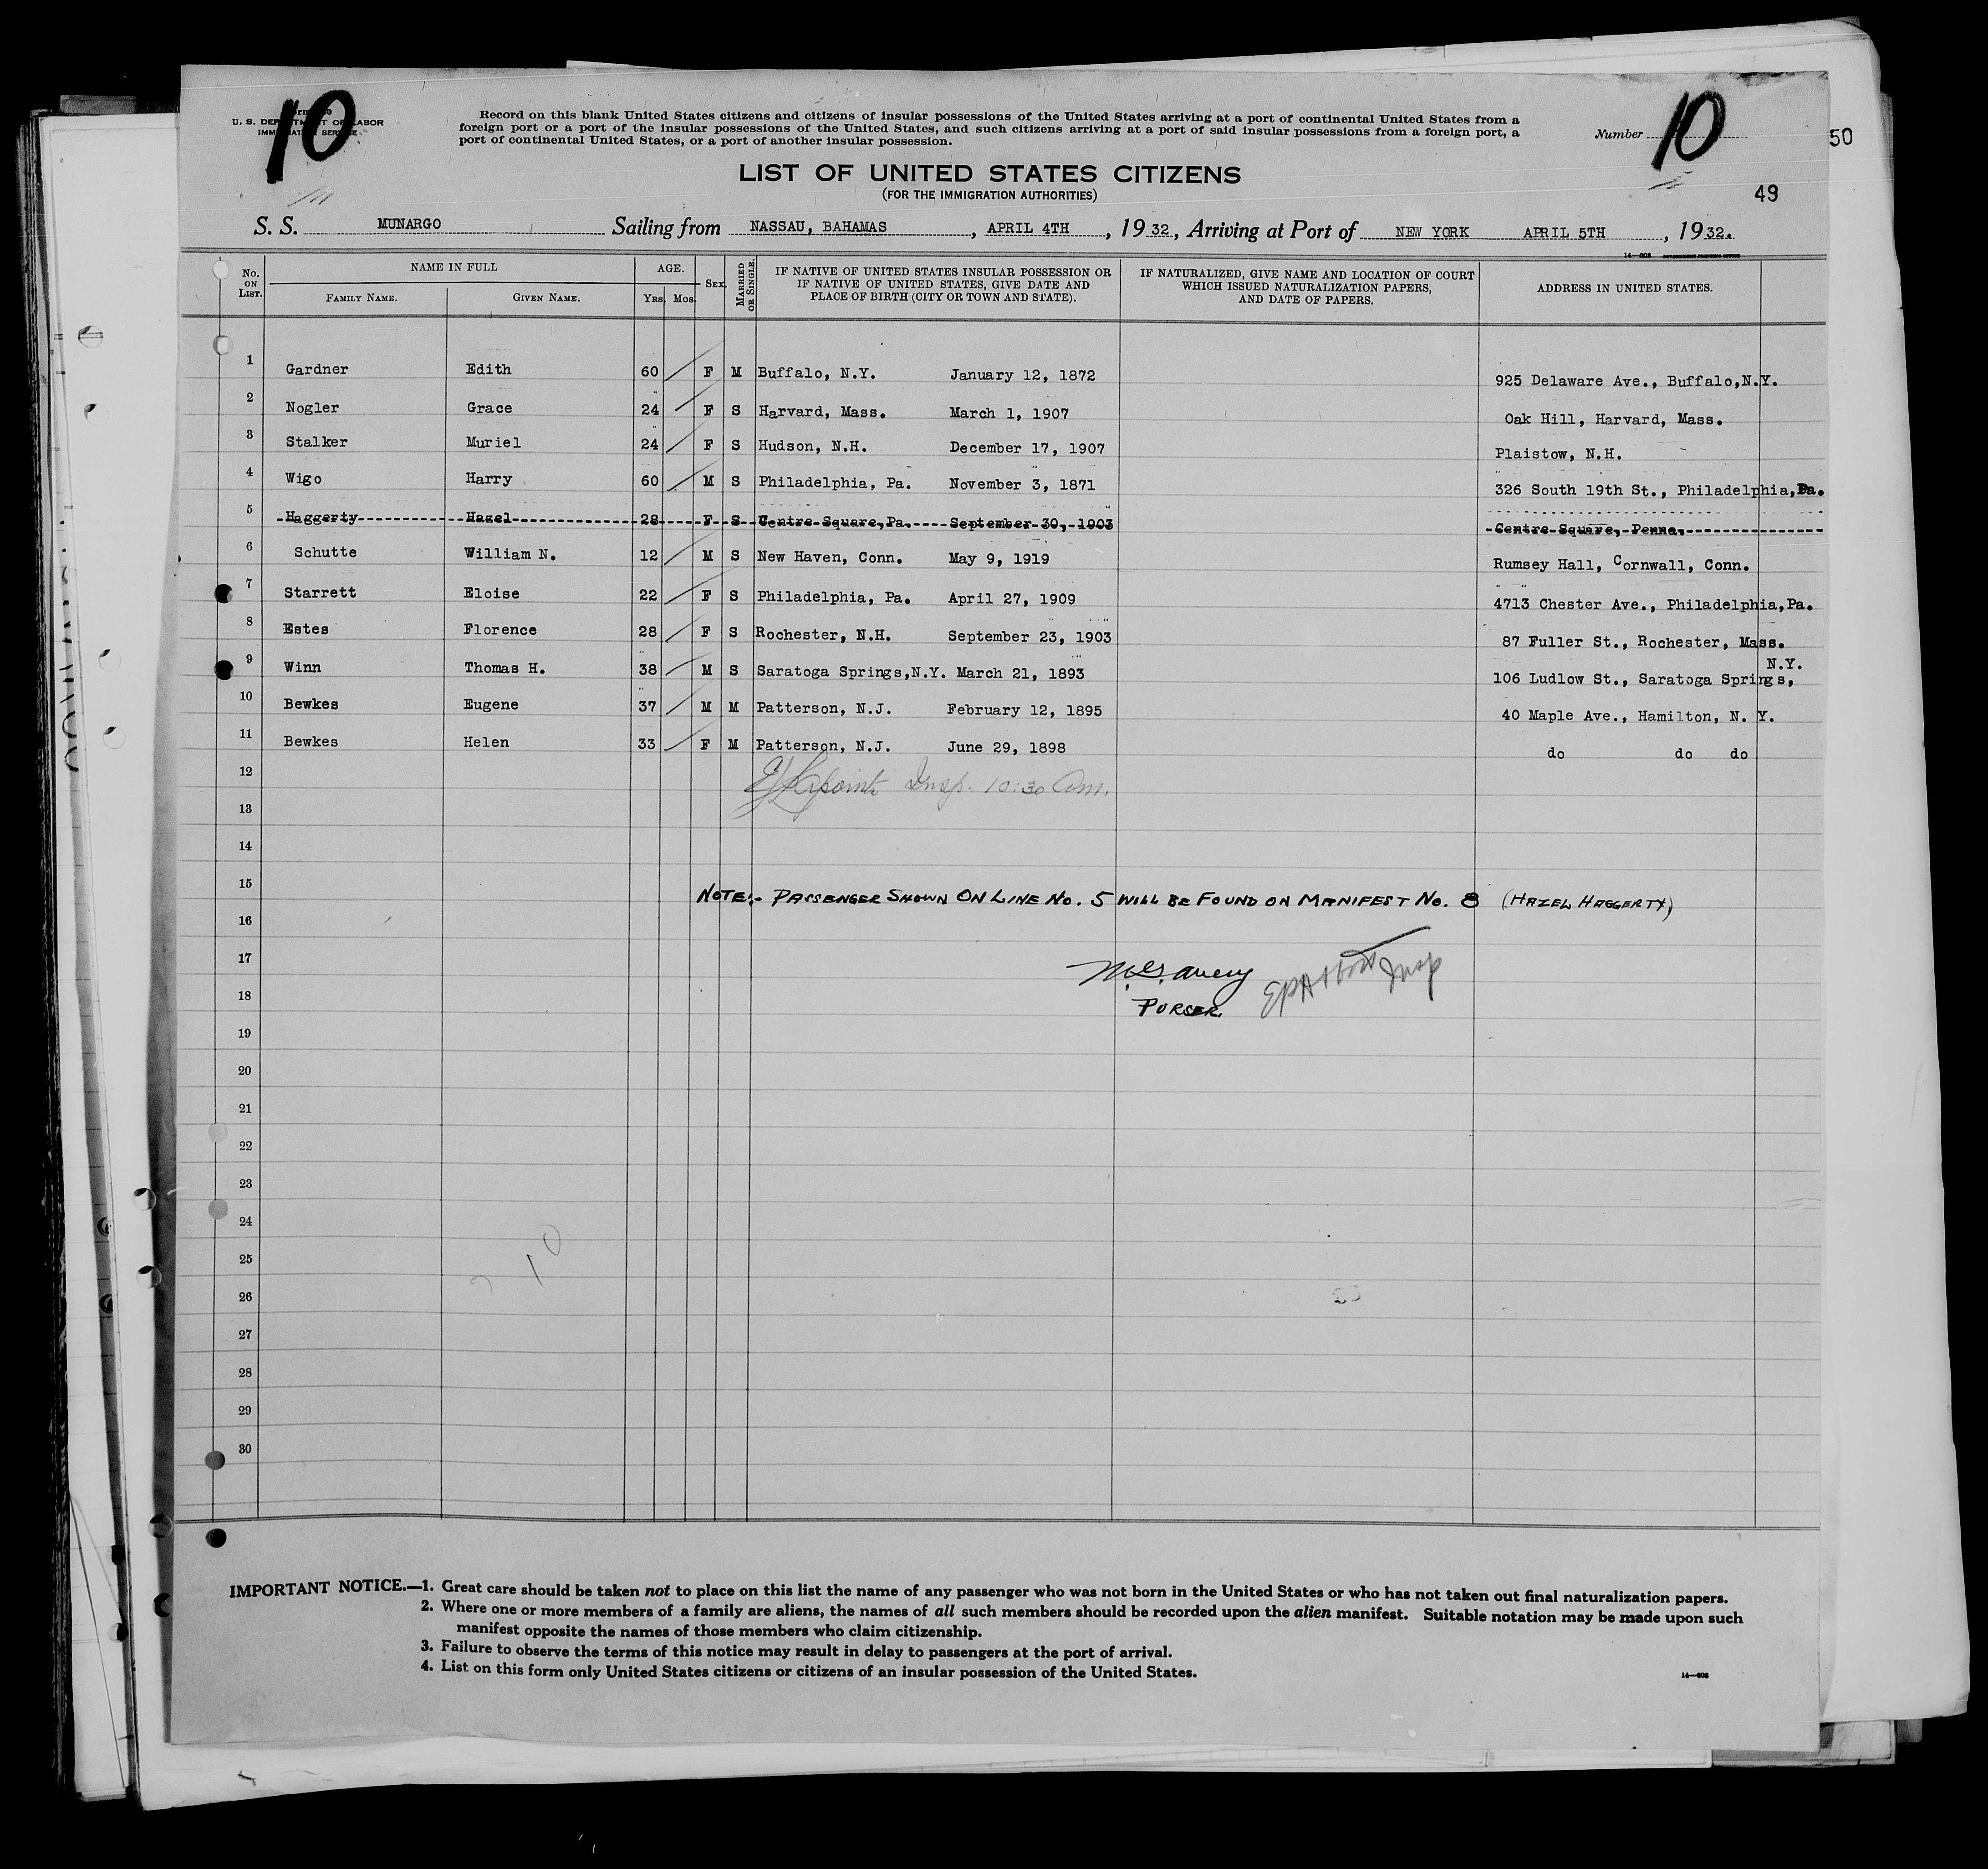 10
U. S. DEPARTMENT OF LABOR
IMMIGRATION SERVICE
Record on this blank United States citizens and citizens of insular possessions of the United States arriving at a port of continental United States from a
foreign port or a port of the insular possessions of the United States, and such citizens arriving at a port of said insular possessions from a foreign port, a
port of continental United States, or a port of another insular possession.
Number 10
50
LIST OF UNITED STATES CITIZENS
(FOR THE IMMIGRATION AUTHORITIES)
49
S. S. MUNARGO Sailing from NASSAU, BAHAMAS, APRIL 4TH, 1932, Arriving at Port of NEW YORK APRIL 5TH, 1932.
14—608 GOVERNMENT PRINTING OFFICE
No. ON LIST. NAME IN FULL FAMILY NAME. GIVEN NAME. AGE. Yrs. Mos. SEX. MARRIED OR SINGLE. IF NATIVE OF UNITED STATES INSULAR POSSESSION OR IF NATIVE OF UNITED STATES, GIVE DATE AND PLACE OF BIRTH (CITY OR TOWN AND STATE). IF NATURALIZED, GIVE NAME AND LOCATION OF COURT WHICH ISSUED NATURALIZATION PAPERS, AND DATE OF PAPERS. ADDRESS IN UNITED STATES.
1 Gardner Edith 60 F M Buffalo, N.Y. January 12, 1872 925 Delaware Ave., Buffalo,N.Y.
2 Nogler Grace 24 F S Harvard, Mass. March 1, 1907 Oak Hill, Harvard, Mass.
3 Stalker Muriel 24 F S Hudson, N.H. December 17, 1907 Plaistow, N.H.
4 Wigo Harry 60 M S Philadelphia, Pa. November 3, 1871 326 South 19th St., Philadelphia,Pa.
5 Haggerty Hazel 28 F S Centre Square,Pa. September 30, 1903 Centre Square, Penna.
6 Schutte William N. 12 M S New Haven, Conn. May 9, 1919 Rumsey Hall, Cornwall, Conn.
7 Starrett Eloise 22 F S Philadelphia, Pa. April 27, 1909 4713 Chester Ave., Philadelphia,Pa.
8 Estes Florence 28 F S Rochester, N.H. September 23, 1903 87 Fuller St., Rochester, Mass.
9 Winn Thomas H. 38 M S Saratoga Springs,N.Y. March 21, 1893 106 Ludlow St., Saratoga Springs, N.Y.
10 Bewkes Eugene 37 M M Patterson, N.J. February 12, 1895 40 Maple Ave., Hamilton, N. Y.
11 Bewkes Helen 33 F M Patterson, N.J. June 29, 1898 do do do
12 Insp. 10:30 am.
13
14
15 NOTE:- PASSENGER SHOWN ON LINE No. 5 WILL BE FOUND ON MANIFEST No. 8 (HAZEL HAGGERTY)
16
17
18 PURSER. Insp
19
20
21
22
23
24
25 10
26
27
28
29
30
IMPORTANT NOTICE.—1. Great care should be taken not to place on this list the name of any passenger who was not born in the United States or who has not taken out final naturalization papers.
2. Where one or more members of a family are aliens, the names of all such members should be recorded upon the alien manifest. Suitable notation may be made upon such
manifest opposite the names of those members who claim citizenship.
3. Failure to observe the terms of this notice may result in delay to passengers at the port of arrival.
4. List on this form only United States citizens or citizens of an insular possession of the United States.
14—608